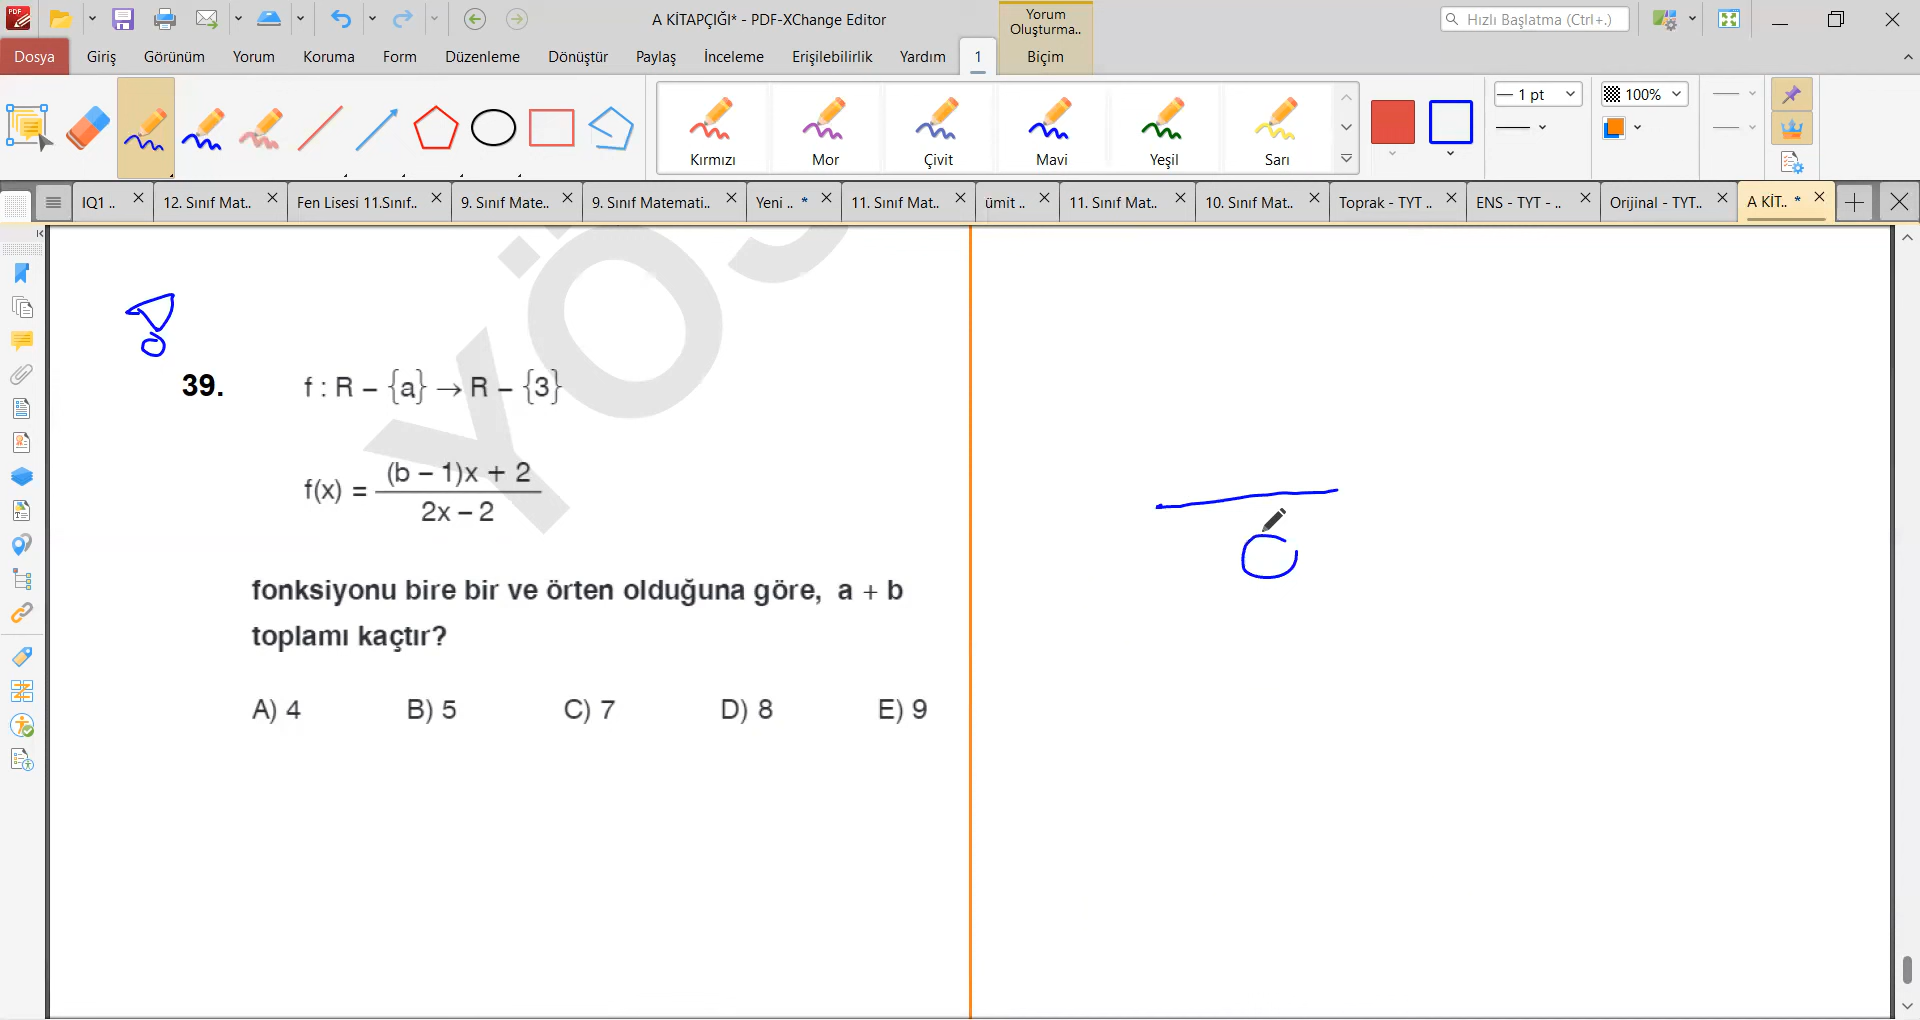 A KİTAPÇIĞI* - PDF-XChange Editor
Yorum
Oluşturma..
Hızlı Başlatma (Ctrl+.)
Dosya Giriş Görünüm Yorum Koruma Form Düzenleme Dönüştür Paylaş İnceleme Erişilebilirlik Yardım 1 Biçim
1 pt 100%
Kırmızı Mor Çivit Mavi Yeşil Sarı
IQ1 .. 12. Sınıf Mat.. Fen Lisesi 11.Sınıf.. 9. Sınıf Mate.. 9. Sınıf Matemati.. Yeni .. * 11. Sınıf Mat.. ümit .. 11. Sınıf Mat.. 10. Sınıf Mat.. Toprak - TYT .. ENS - TYT - .. Orijinal - TYT.. A KİT.. *
YÖS
39. f : R – {a} → R – {3}
f(x) = (b – 1)x + 2 / 2x – 2
fonksiyonu bire bir ve örten olduğuna göre, a + b
toplamı kaçtır?
A) 4 B) 5 C) 7 D) 8 E) 9